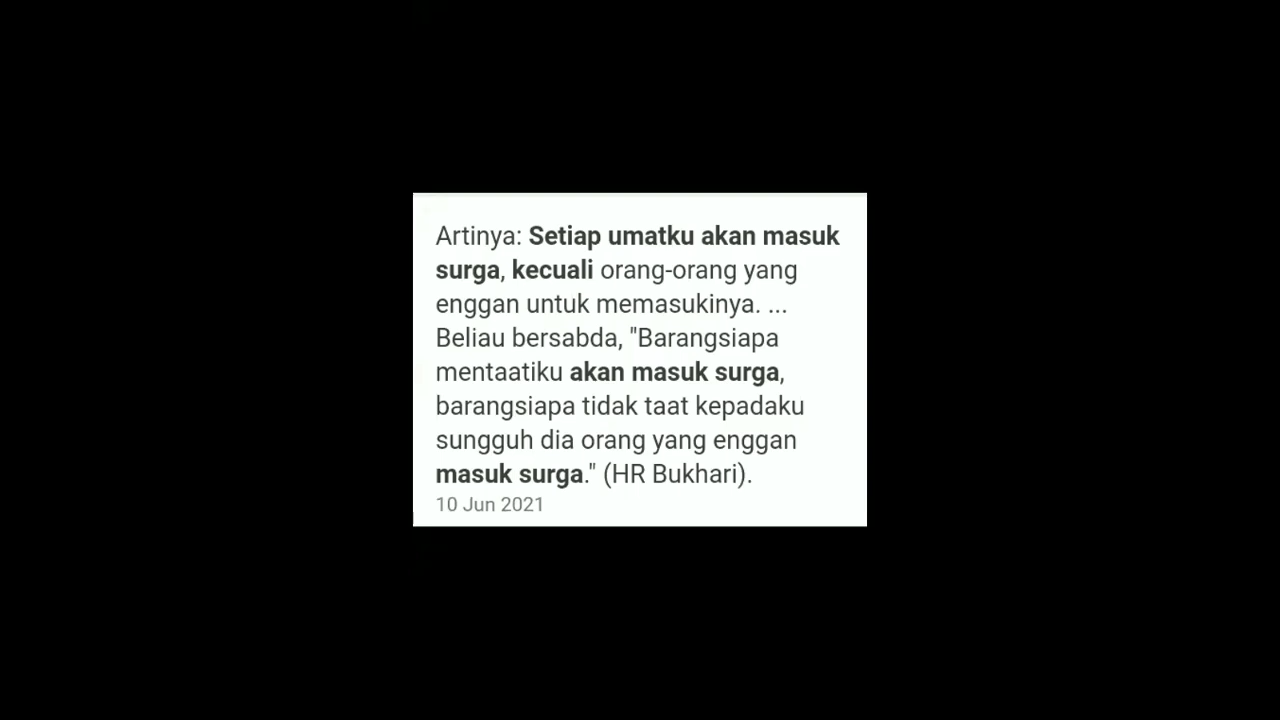 Artinya: Setiap umatku akan masuk
surga, kecuali orang-orang yang
enggan untuk memasukinya. ...
Beliau bersabda, "Barangsiapa
mentaatiku akan masuk surga,
barangsiapa tidak taat kepadaku
sungguh dia orang yang enggan
masuk surga." (HR Bukhari).
10 Jun 2021